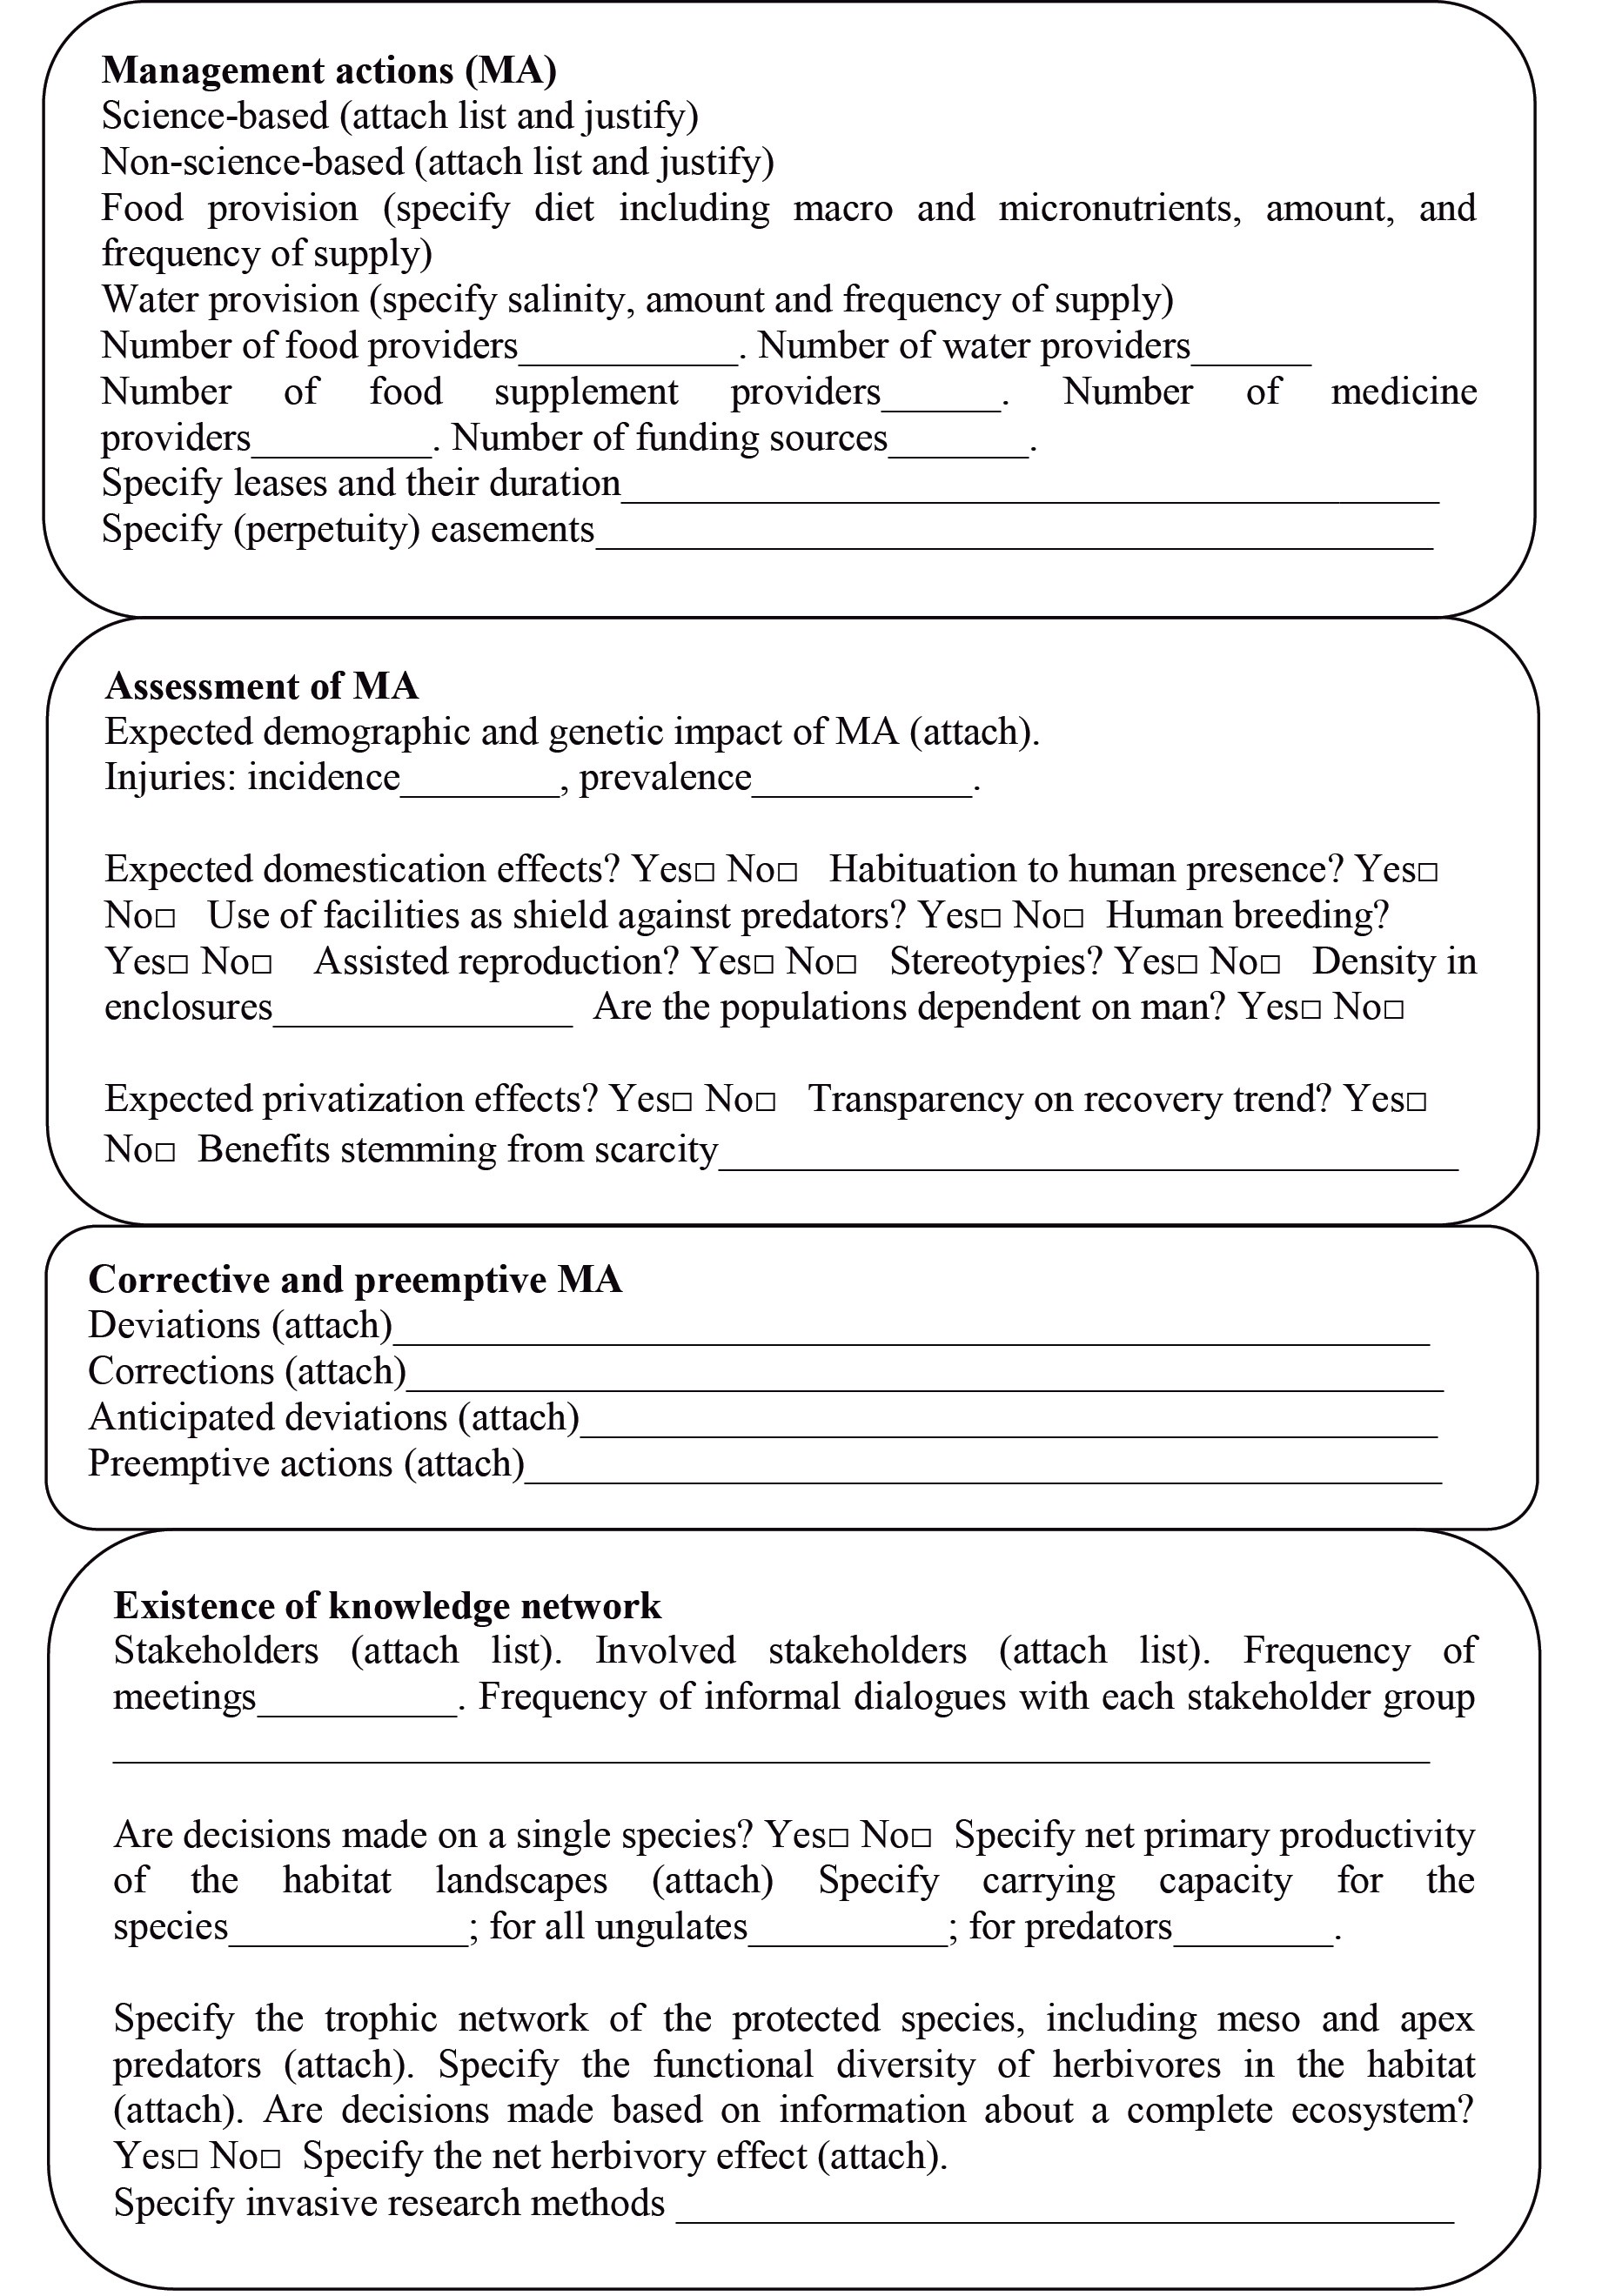 Management actions (MA)
Science-based (attach list and justify)
Non-science-based (attach list and justify)
Food provision (specify diet including macro and micronutrients, amount, and
frequency of supply)
Water provision (specify salinity, amount and frequency of supply)
Number of food providers___________. Number of water providers______
Number of food supplement providers______. Number of medicine
providers_________. Number of funding sources_______.
Specify leases and their duration_________________________________________
Specify (perpetuity) easements__________________________________________
Assessment of MA
Expected demographic and genetic impact of MA (attach).
Injuries: incidence________, prevalence___________.
Expected domestication effects? Yes□ No□ Habituation to human presence? Yes□
No□ Use of facilities as shield against predators? Yes□ No□ Human breeding?
Yes□ No□ Assisted reproduction? Yes□ No□ Stereotypies? Yes□ No□ Density in
enclosures_______________ Are the populations dependent on man? Yes□ No□
Expected privatization effects? Yes□ No□ Transparency on recovery trend? Yes□
No□ Benefits stemming from scarcity_____________________________________
Corrective and preemptive MA
Deviations (attach)____________________________________________________
Corrections (attach)____________________________________________________
Anticipated deviations (attach)___________________________________________
Preemptive actions (attach)______________________________________________
Existence of knowledge network
Stakeholders (attach list). Involved stakeholders (attach list). Frequency of
meetings__________. Frequency of informal dialogues with each stakeholder group
__________________________________________________________________
Are decisions made on a single species? Yes□ No□ Specify net primary productivity
of the habitat landscapes (attach) Specify carrying capacity for the
species____________; for all ungulates__________; for predators________.
Specify the trophic network of the protected species, including meso and apex
predators (attach). Specify the functional diversity of herbivores in the habitat
(attach). Are decisions made based on information about a complete ecosystem?
Yes□ No□ Specify the net herbivory effect (attach).
Specify invasive research methods _______________________________________